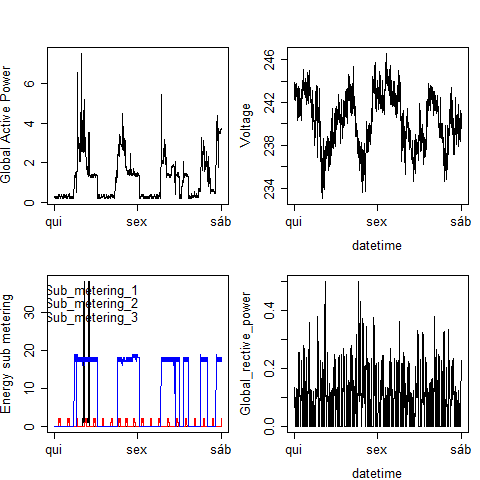 Global Active Power
6
4
2
0
qui sex sáb
Voltage
246
242
238
234
qui sex sáb
datetime
Energy sub metering
30
20
10
0
Sub_metering_1
Sub_metering_2
Sub_metering_3
qui sex sáb
Global_rective_power
0.4
0.2
0.0
qui sex sáb
datetime